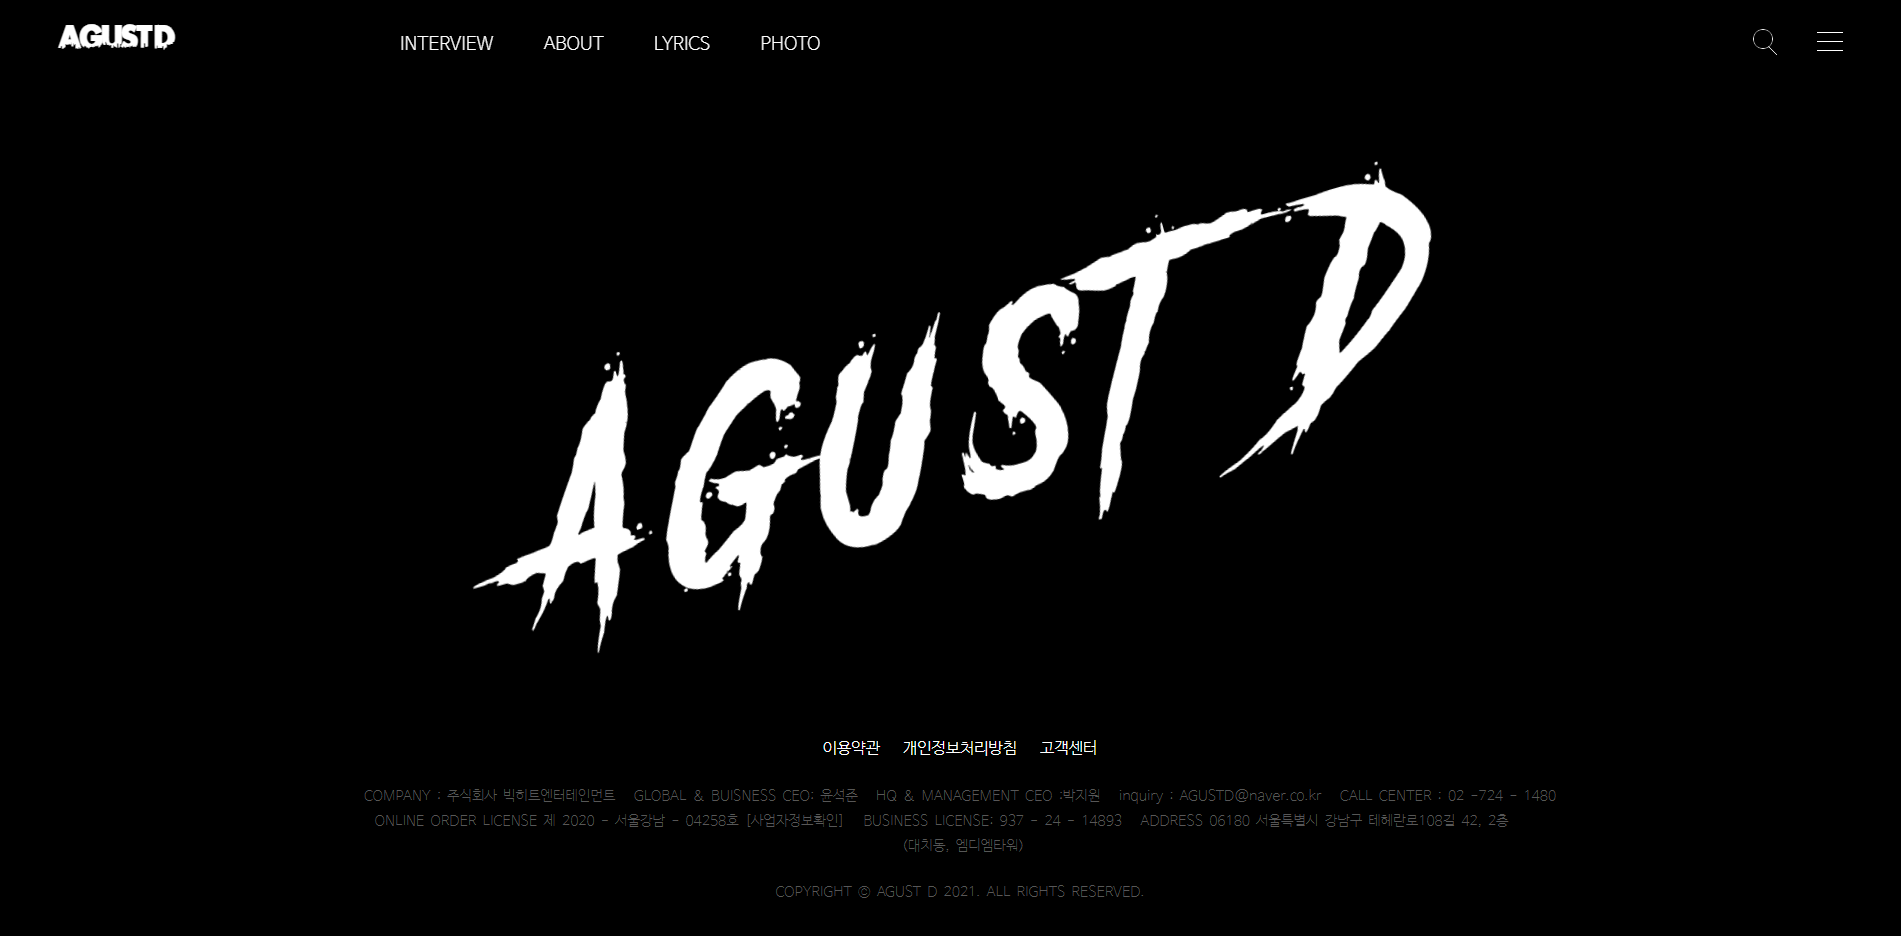 AGUST D
INTERVIEW ABOUT LYRICS PHOTO
AGUST D
이용약관 개인정보처리방침 고객센터
COMPANY : 주식회사 빅히트엔터테인먼트 GLOBAL & BUISNESS CEO: 윤석준 HQ & MANAGEMENT CEO :박지원 inquiry : AGUSTD@naver.co.kr CALL CENTER : 02 -724 - 1480
ONLINE ORDER LICENSE 제 2020 - 서울강남 - 04258호 [사업자정보확인] BUSINESS LICENSE: 937 - 24 - 14893 ADDRESS 06180 서울특별시 강남구 테헤란로108길 42, 2층
(대치동, 엠디엠타워)
COPYRIGHT ⓒ AGUST D 2021. ALL RIGHTS RESERVED.